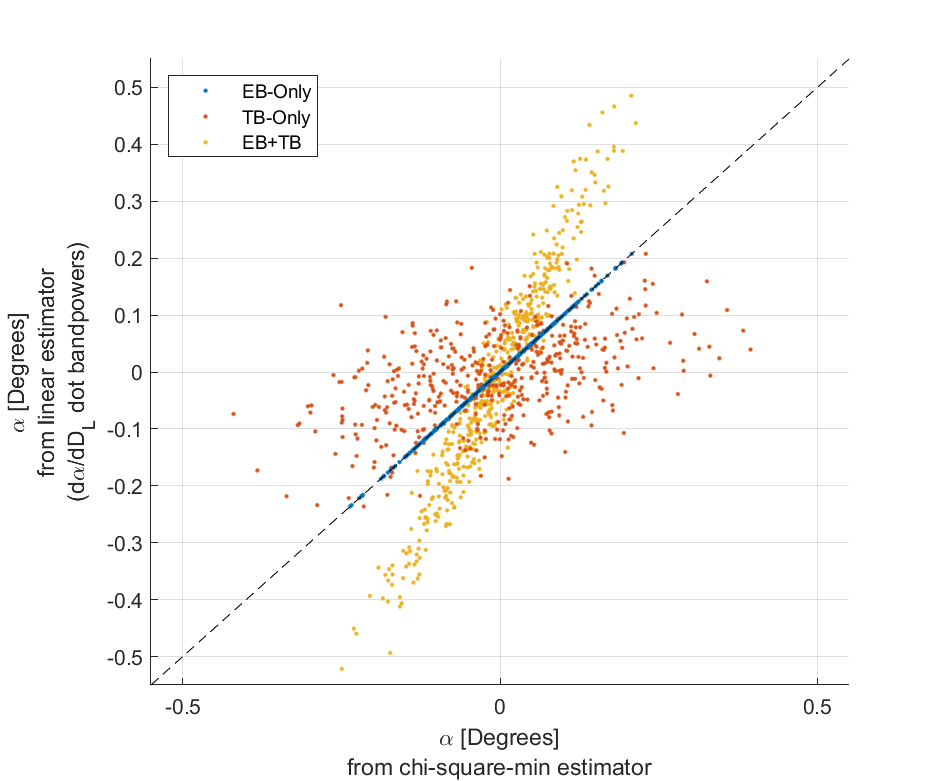 EB-Only
TB-Only
EB+TB
0.5
0.4
0.3
0.2
0.1
0
-0.1
-0.2
-0.3
-0.4
-0.5
α [Degrees]
from linear estimator
(dα/dD_L dot bandpowers)
-0.5
0
0.5
α [Degrees]
from chi-square-min estimator